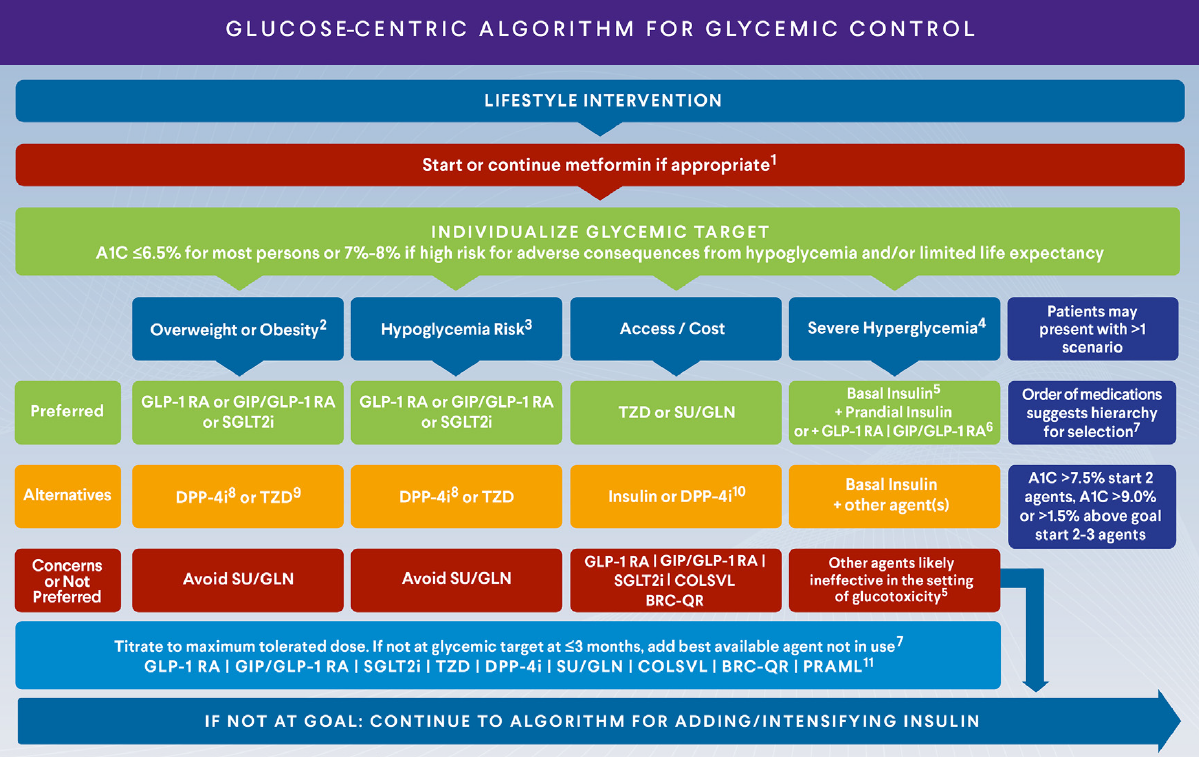 GLUCOSE-CENTRIC ALGORITHM FOR GLYCEMIC CONTROL
LIFESTYLE INTERVENTION
Start or continue metformin if appropriate1
INDIVIDUALIZE GLYCEMIC TARGET
A1C ≤6.5% for most persons or 7%-8% if high risk for adverse consequences from hypoglycemia and/or limited life expectancy
Overweight or Obesity2
Hypoglycemia Risk3
Access / Cost
Severe Hyperglycemia4
Patients may
present with >1
scenario
Preferred
GLP-1 RA or GIP/GLP-1 RA
or SGLT2i
GLP-1 RA or GIP/GLP-1 RA
or SGLT2i
TZD or SU/GLN
Basal Insulin5
+ Prandial Insulin
or + GLP-1 RA | GIP/GLP-1 RA6
Order of medications
suggests hierarchy
for selection7
Alternatives
DPP-4i8 or TZD9
DPP-4i8 or TZD
Insulin or DPP-4i10
Basal Insulin
+ other agent(s)
A1C >7.5% start 2
agents, A1C >9.0%
or >1.5% above goal
start 2-3 agents
Concerns
or Not
Preferred
Avoid SU/GLN
Avoid SU/GLN
GLP-1 RA | GIP/GLP-1 RA |
SGLT2i | COLSVL
BRC-QR
Other agents likely
ineffective in the setting
of glucotoxicity5
Titrate to maximum tolerated dose. If not at glycemic target at ≤3 months, add best available agent not in use7
GLP-1 RA | GIP/GLP-1 RA | SGLT2i | TZD | DPP-4i | SU/GLN | COLSVL | BRC-QR | PRAML11
IF NOT AT GOAL: CONTINUE TO ALGORITHM FOR ADDING/INTENSIFYING INSULIN